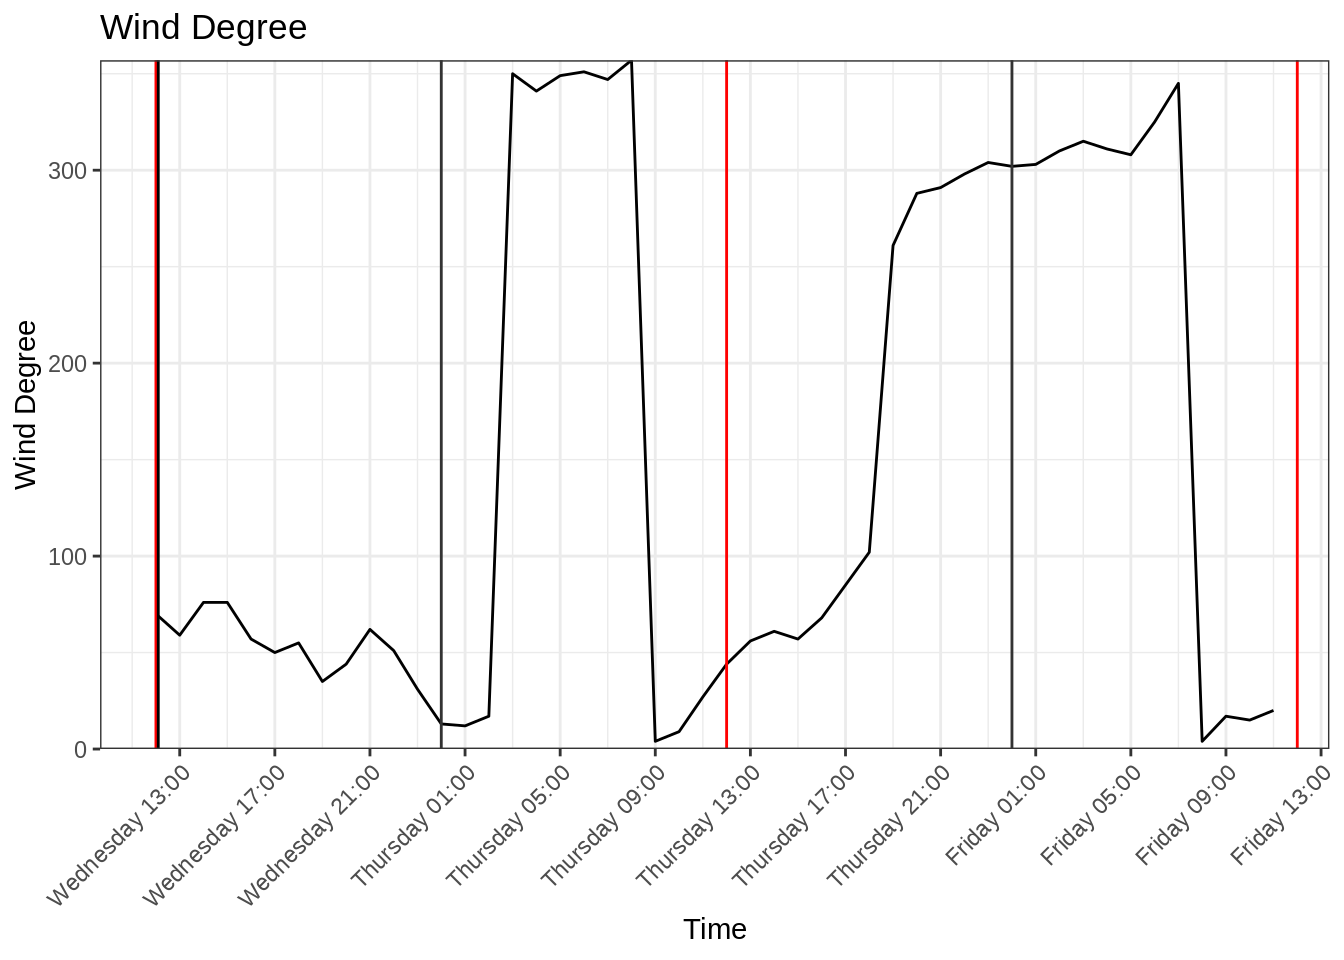 Wind Degree
Wind Degree
300
200
100
0
Wednesday 13:00
Wednesday 17:00
Wednesday 21:00
Thursday 01:00
Thursday 05:00
Thursday 09:00
Thursday 13:00
Thursday 17:00
Thursday 21:00
Friday 01:00
Friday 05:00
Friday 09:00
Friday 13:00
Time